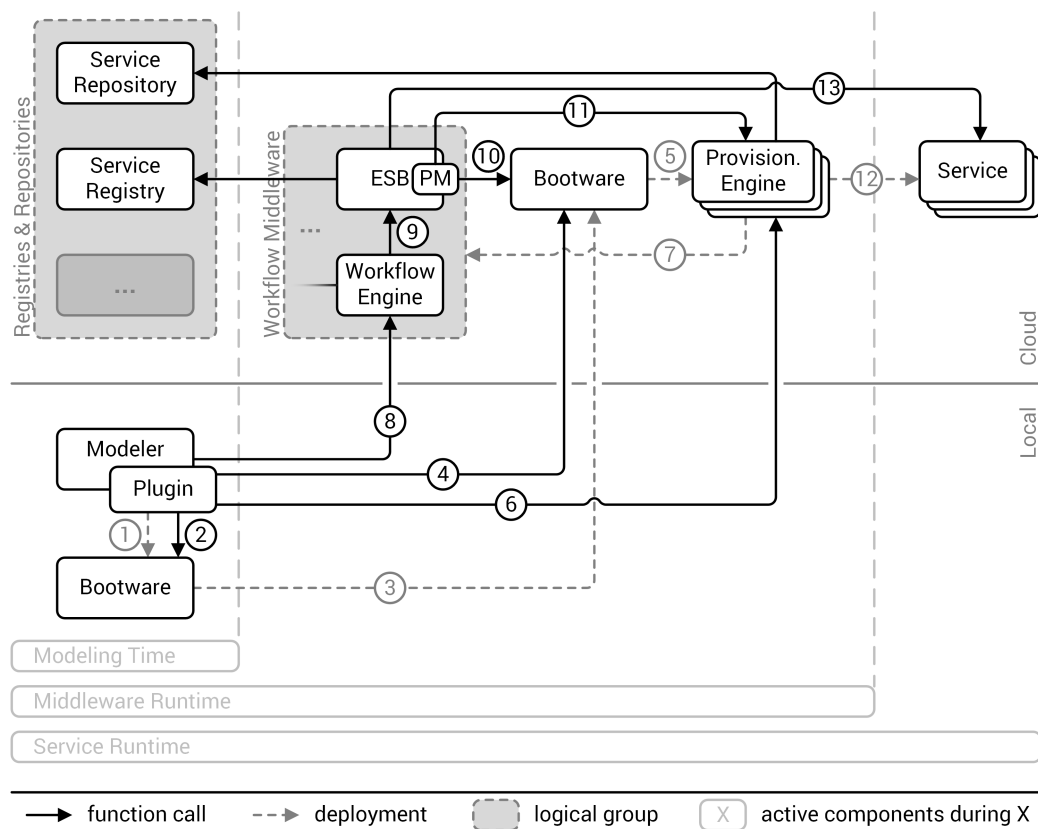 Registries & Repositories
Service
Repository
Service
Registry
...
Workflow Middleware
ESB
PM
...
Workflow
Engine
Bootware
Provision.
Engine
Service
13
11
10
5
12
9
7
Cloud
Local
8
Modeler
Plugin
4
6
1
2
Bootware
3
Modeling Time
Middleware Runtime
Service Runtime
function call
deployment
logical group
X
active components during X